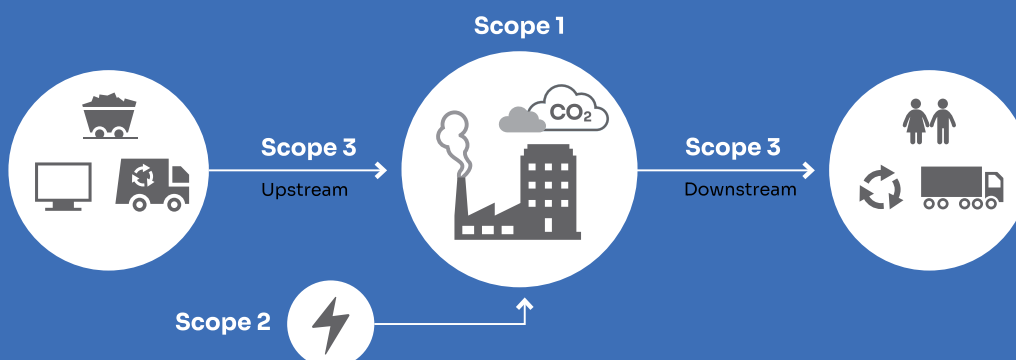 Scope 1
CO₂
Scope 3
Upstream
Scope 3
Downstream
Scope 2